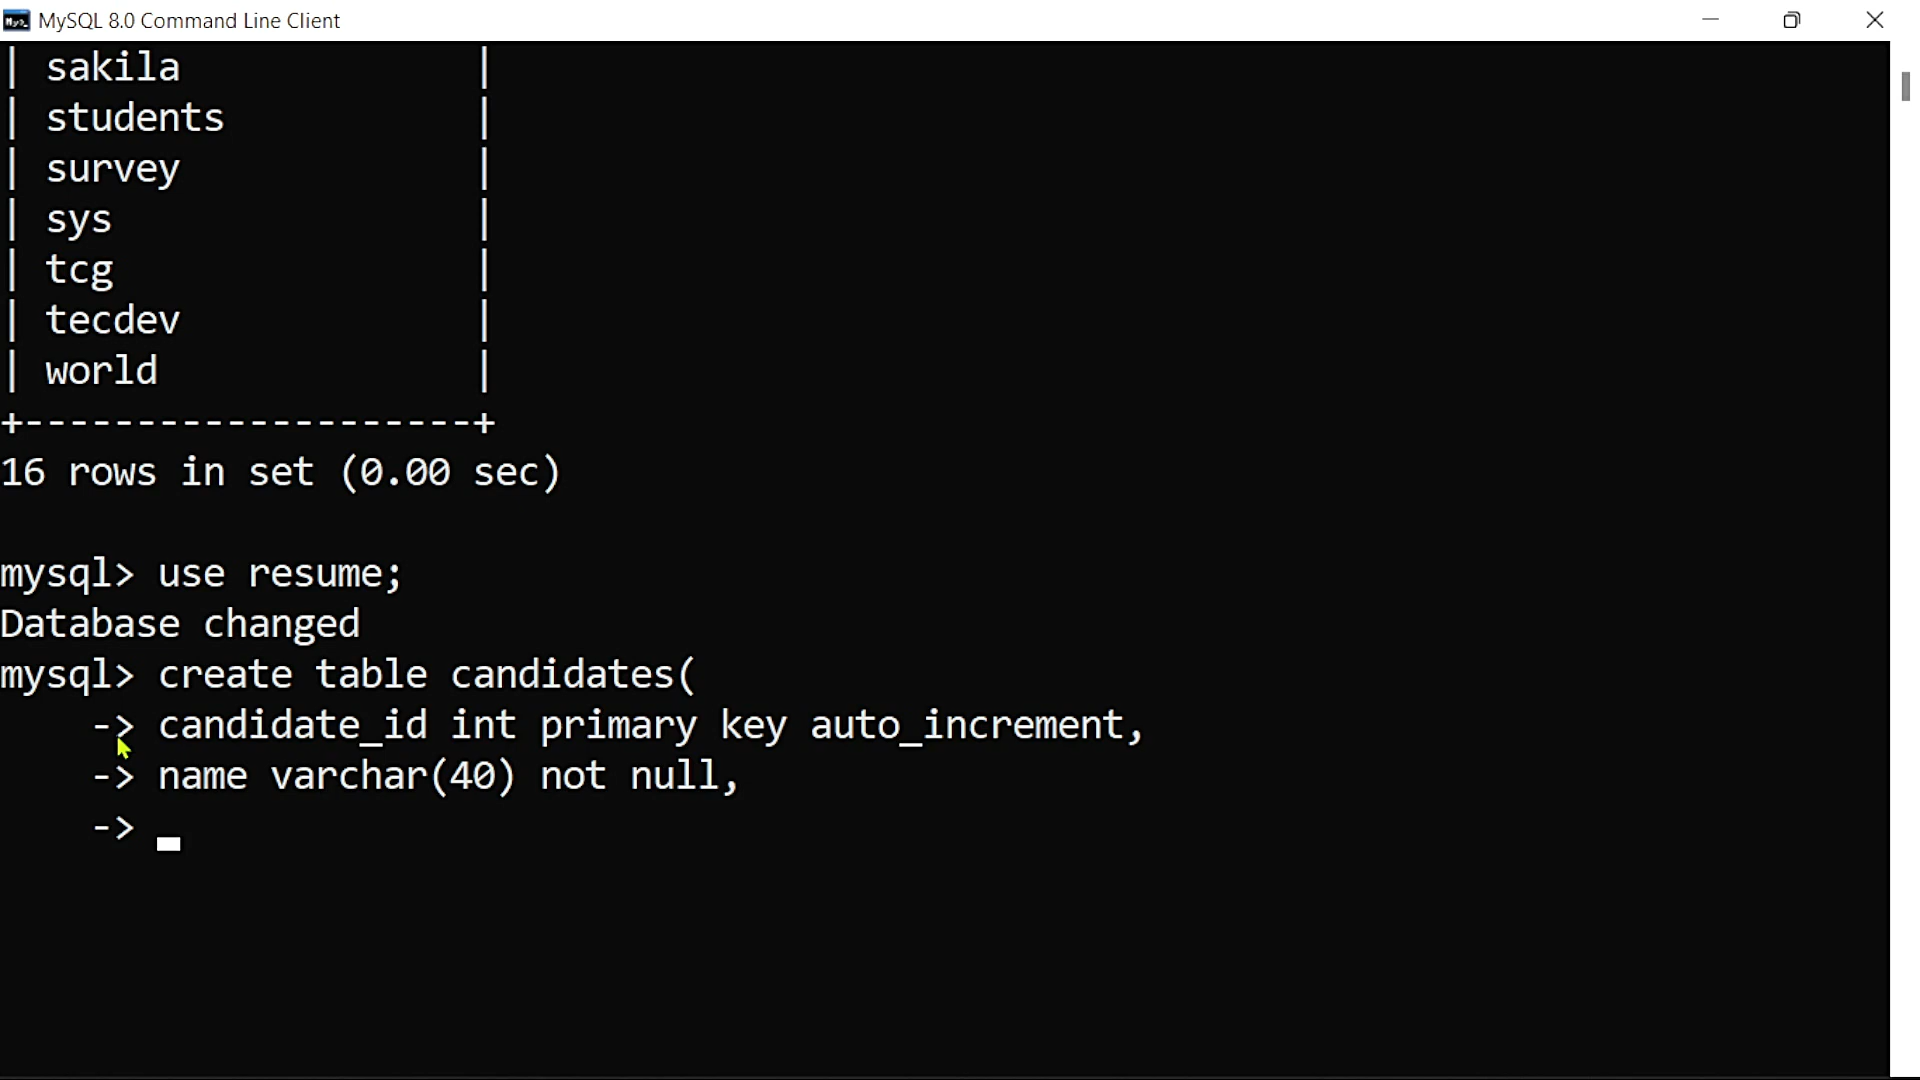 MySQL 8.0 Command Line Client
| sakila |
| students |
| survey |
| sys |
| tcg |
| tecdev |
| world |
+--------------------+
16 rows in set (0.00 sec)
mysql> use resume;
Database changed
mysql> create table candidates(
-> candidate_id int primary key auto_increment,
-> name varchar(40) not null,
->